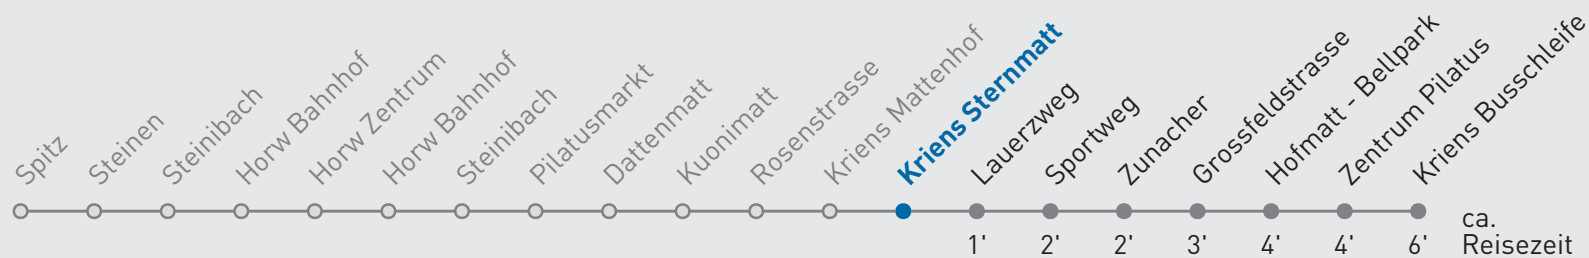 Spitz
Steinen
Steinibach
Horw Bahnhof
Horw Zentrum
Horw Bahnhof
Steinibach
Pilatusmarkt
Dattenmatt
Kuonimatt
Rosenstrasse
Kriens Mattenhof
Kriens Sternmatt
Lauerzweg
Sportweg
Zunacher
Grossfeldstrasse
Hofmatt - Bellpark
Zentrum Pilatus
Kriens Busschleife
1' 2' 2' 3' 4' 4' 6'
ca.
Reisezeit